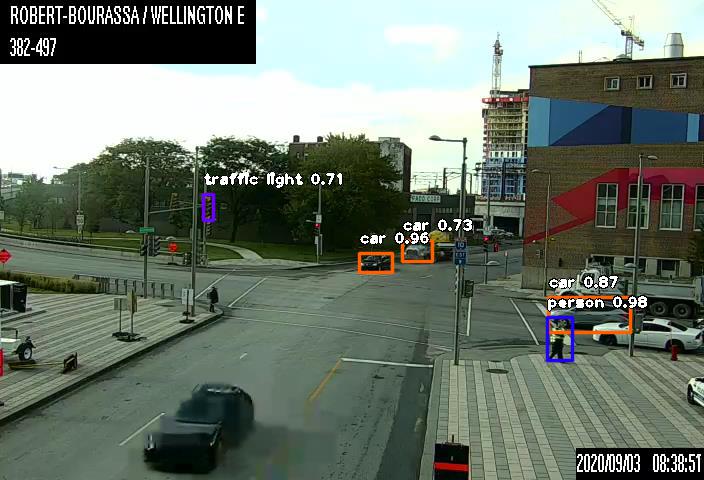 ROBERT-BOURASSA / WELLINGTON E
382-497
traffic light 0.71
car 0.73
car 0.96
car 0.87
person 0.98
2020/09/03 08:38:51